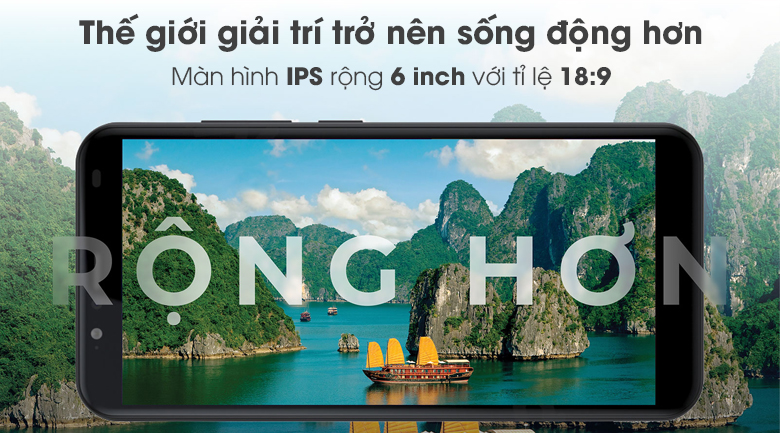 Thế giới giải trí trở nên sống động hơn
Màn hình IPS rộng 6 inch với tỉ lệ 18:9
RỘNG HƠN